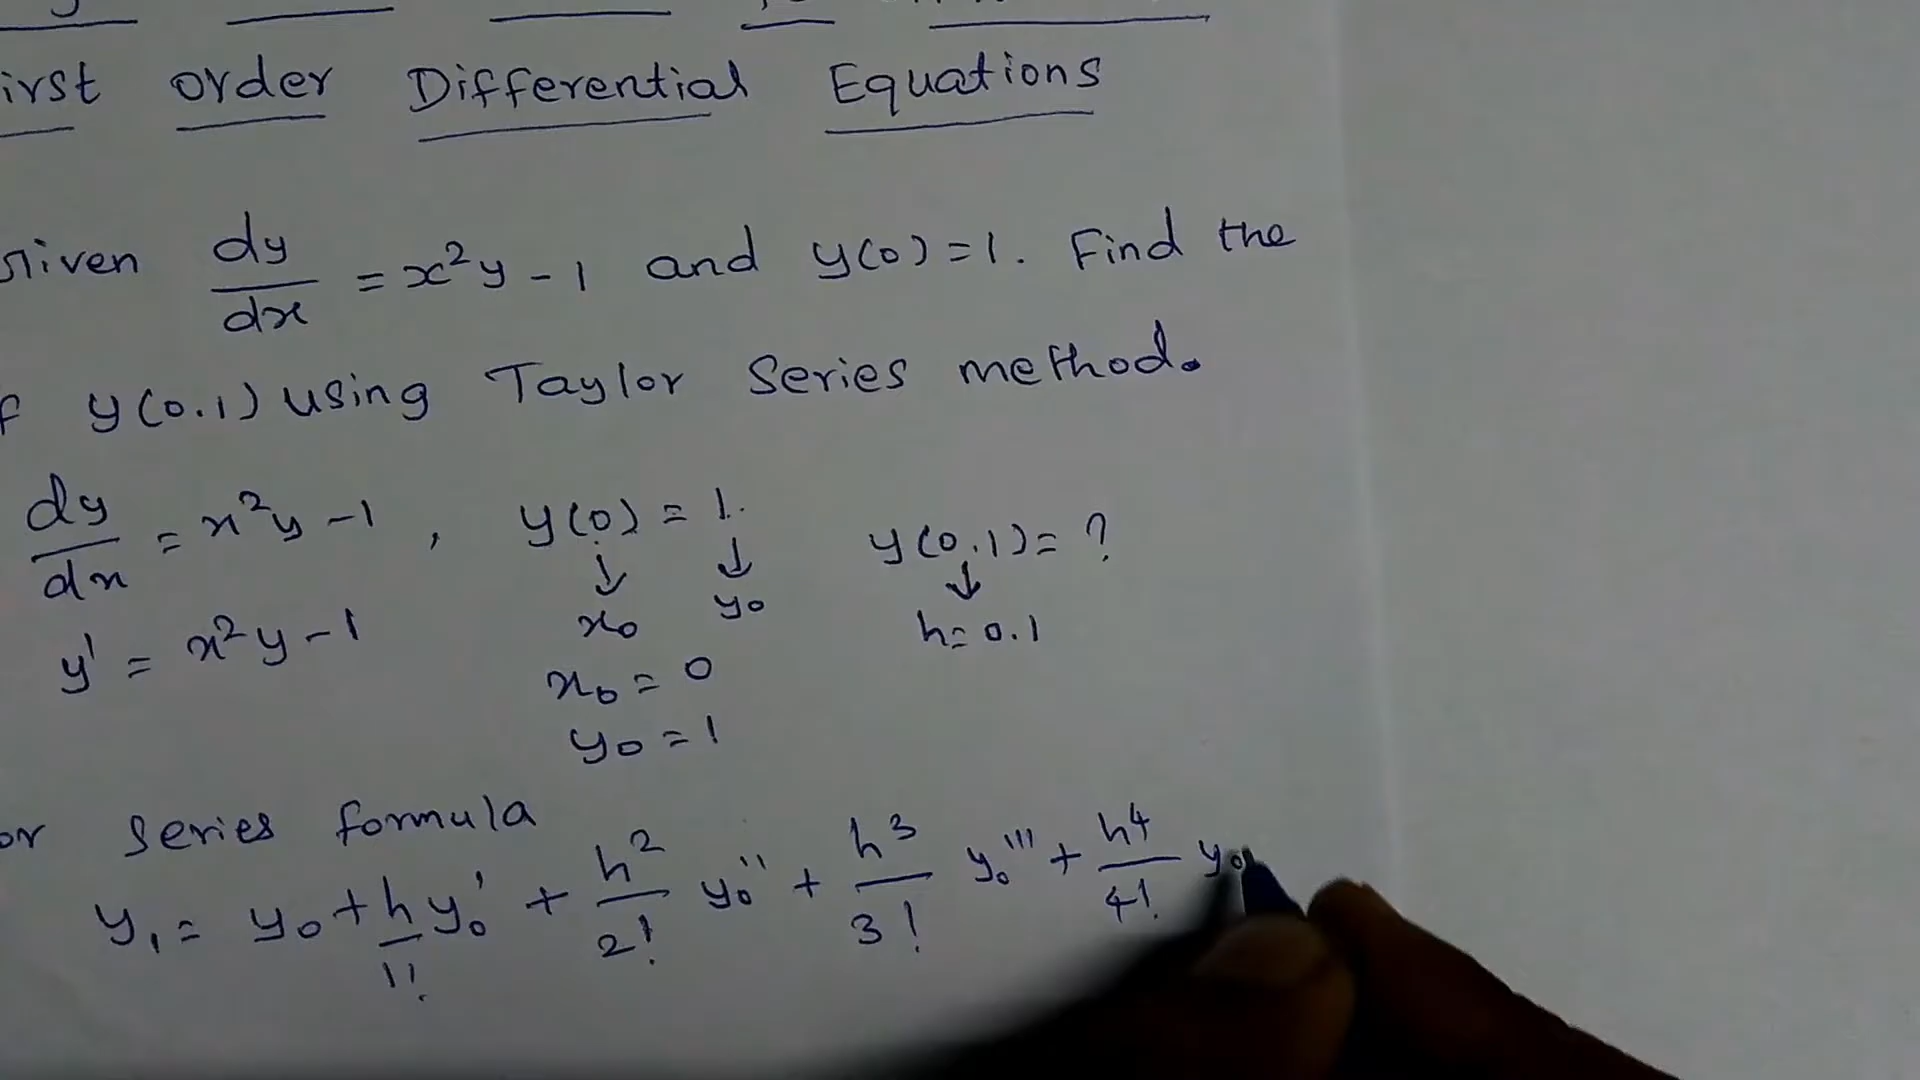 irst order Differential Equations
Given dy/dx = x²y - 1 and y(0) = 1. Find the
f y(0.1) using Taylor Series method.
dy/dx = x²y - 1 , y(0) = 1. y(0.1) = ?
↓ ↓ ↓
x₀ y₀ h = 0.1
y' = x²y - 1
x₀ = 0
y₀ = 1
or series formula
y₁ = y₀ + h/1! y₀' + h²/2! y₀'' + h³/3! y₀''' + h⁴/4! y₀